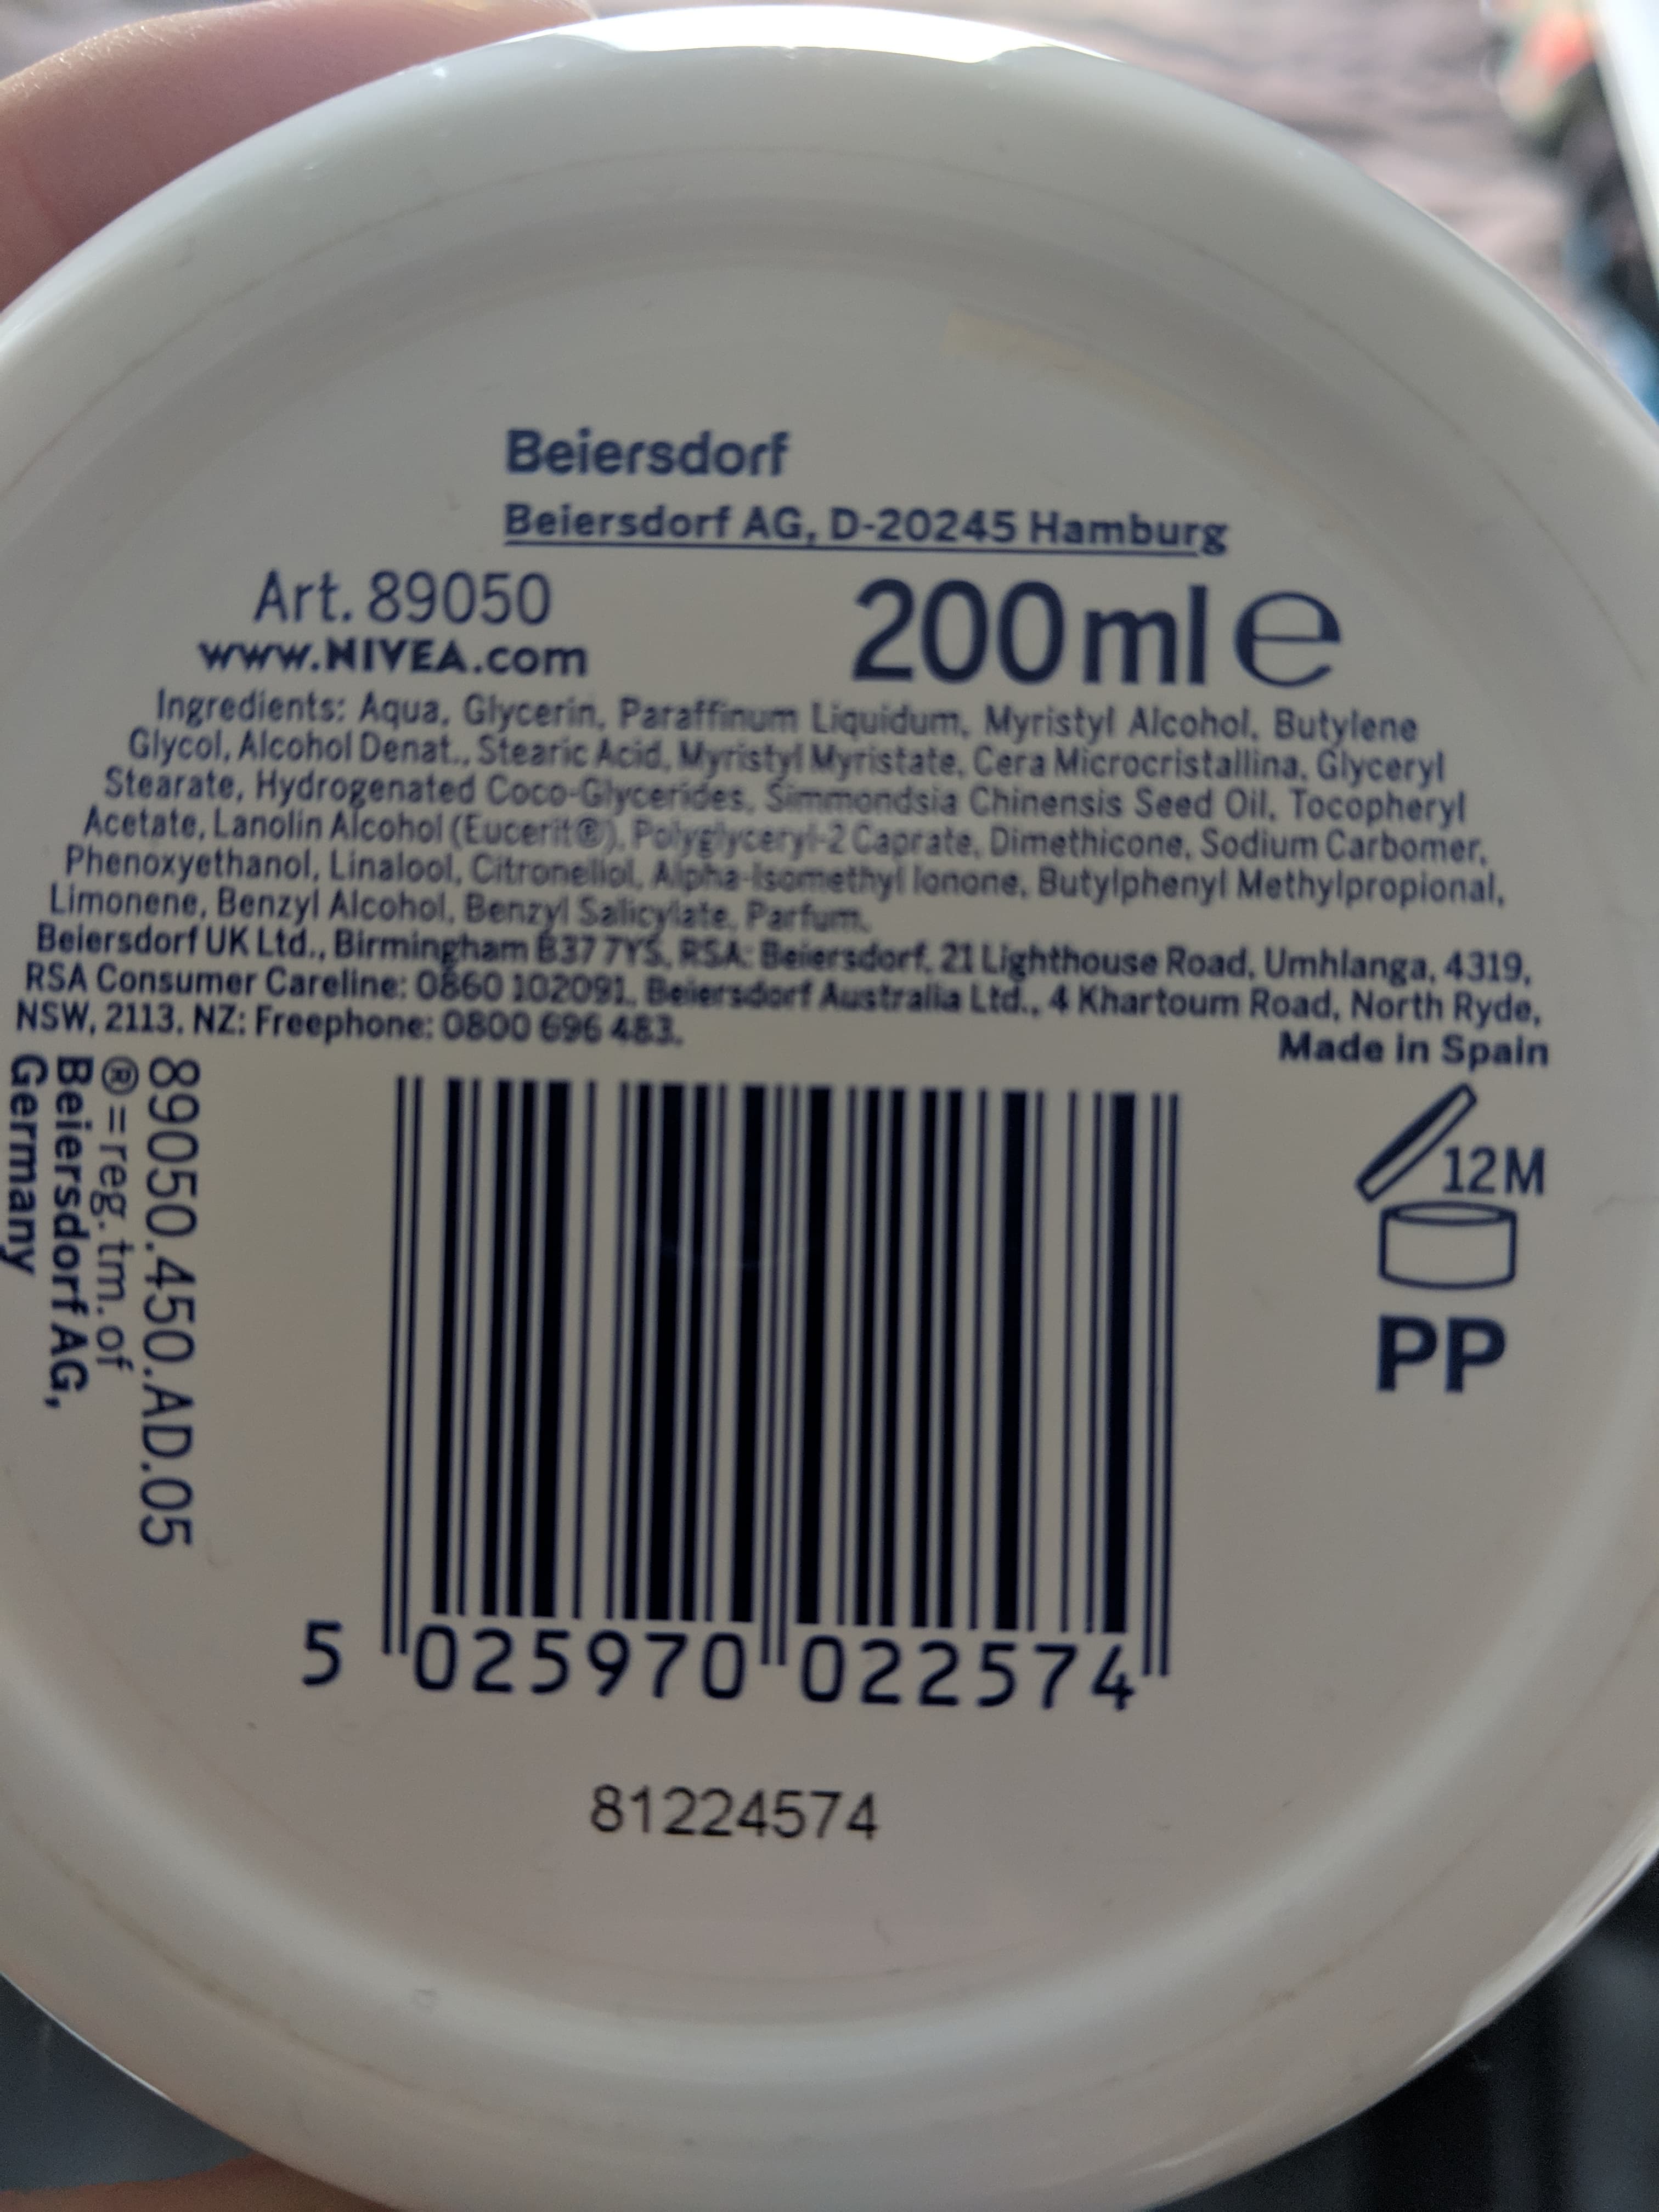 Beiersdorf
Beiersdorf AG, D-20245 Hamburg
Art. 89050
200 ml e
www.NIVEA.com
Ingredients: Aqua, Glycerin, Paraffinum Liquidum, Myristyl Alcohol, Butylene
Glycol, Alcohol Denat., Stearic Acid, Myristyl Myristate, Cera Microcristallina, Glyceryl
Stearate, Hydrogenated Coco-Glycerides, Simmondsia Chinensis Seed Oil, Tocopheryl
Acetate, Lanolin Alcohol (Eucerit®), Polyglyceryl-2 Caprate, Dimethicone, Sodium Carbomer,
Phenoxyethanol, Linalool, Citronellol, Alpha-Isomethyl Ionone, Butylphenyl Methylpropional,
Limonene, Benzyl Alcohol, Benzyl Salicylate, Parfum.
Beiersdorf UK Ltd., Birmingham B37 7YS, RSA: Beiersdorf, 21 Lighthouse Road, Umhlanga, 4319,
RSA Consumer Careline: 0860 102091. Beiersdorf Australia Ltd., 4 Khartoum Road, North Ryde,
NSW, 2113. NZ: Freephone: 0800 696 483.
Made in Spain
89050.450.AD.05
®=reg. tm. of
Beiersdorf AG,
Germany
12M
PP
5 025970 022574
81224574